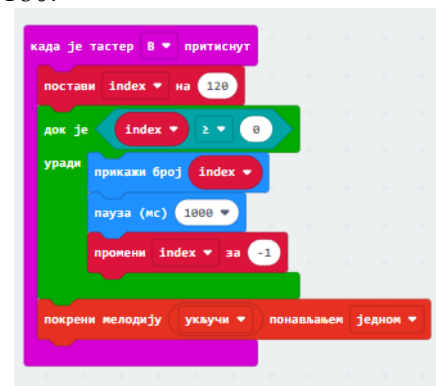 када је тастер B притиснут
постави index на 120
док је index ≥ 0
уради
прикажи број index
пауза (мс) 1000
промени index за -1
покрени мелодију укључи понављањем једном